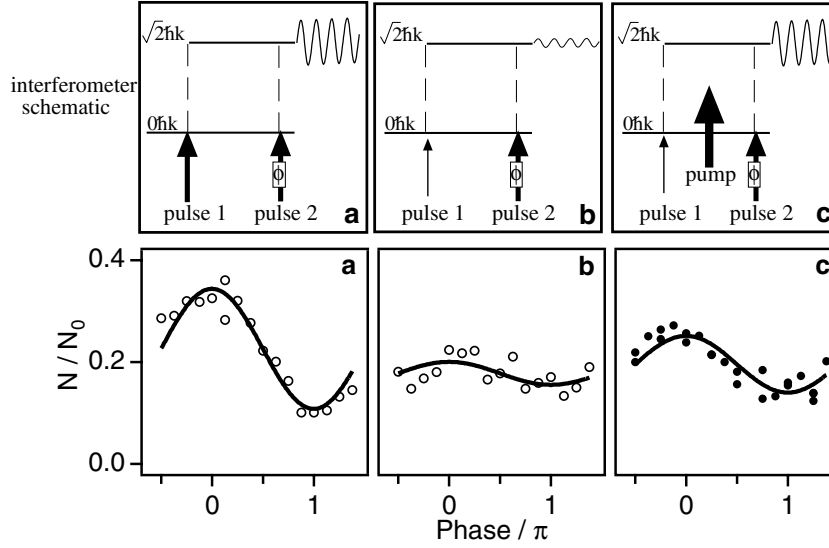 √2ħk
0ħk
pulse 1
pulse 2
ϕ
a
√2ħk
0ħk
pulse 1
pulse 2
ϕ
b
√2ħk
0ħk
pump
pulse 1
pulse 2
ϕ
c
interferometer
schematic
a
b
c
0.4
0.2
0.0
N / N₀
0 1
0 1
0 1
Phase / π